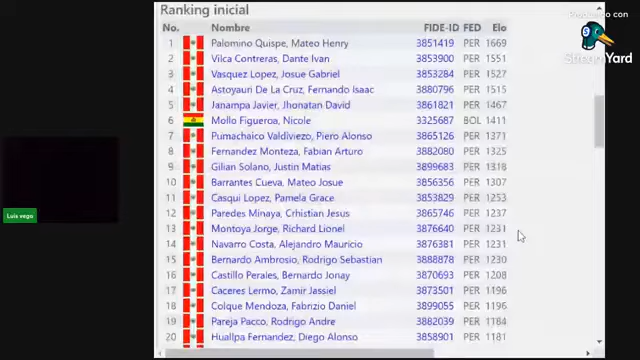 Ranking inicial
Producido con
StreamYard
No. Nombre FIDE-ID FED Elo
1 Palomino Quispe, Mateo Henry 3851419 PER 1669
2 Vilca Contreras, Dante Ivan 3853900 PER 1551
3 Vasquez Lopez, Josue Gabriel 3853284 PER 1527
4 Astoyauri De La Cruz, Fernando Isaac 3880796 PER 1515
5 Janampa Javier, Jhonatan David 3861821 PER 1467
6 Mollo Figueroa, Nicole 3325687 BOL 1411
7 Pumachaico Valdiviezo, Piero Alonso 3865126 PER 1371
8 Fernandez Monteza, Fabian Arturo 3882080 PER 1325
9 Gilian Solano, Justin Matias 3899683 PER 1318
10 Barrantes Cueva, Mateo Josue 3856356 PER 1307
11 Casqui Lopez, Pamela Grace 3853829 PER 1253
12 Paredes Minaya, Crhistian Jesus 3865746 PER 1237
13 Montoya Jorge, Richard Lionel 3876640 PER 1231
14 Navarro Costa, Alejandro Mauricio 3876381 PER 1231
15 Bernardo Ambrosio, Rodrigo Sebastian 3888878 PER 1230
16 Castillo Perales, Bernardo Jonay 3870693 PER 1208
17 Caceres Lermo, Zamir Jassiel 3873501 PER 1196
18 Colque Mendoza, Fabrizio Daniel 3899055 PER 1196
19 Pareja Pacco, Rodrigo Andre 3882039 PER 1184
20 Huallpa Fernandez, Diego Alonso 3858901 PER 1181
Luis vego